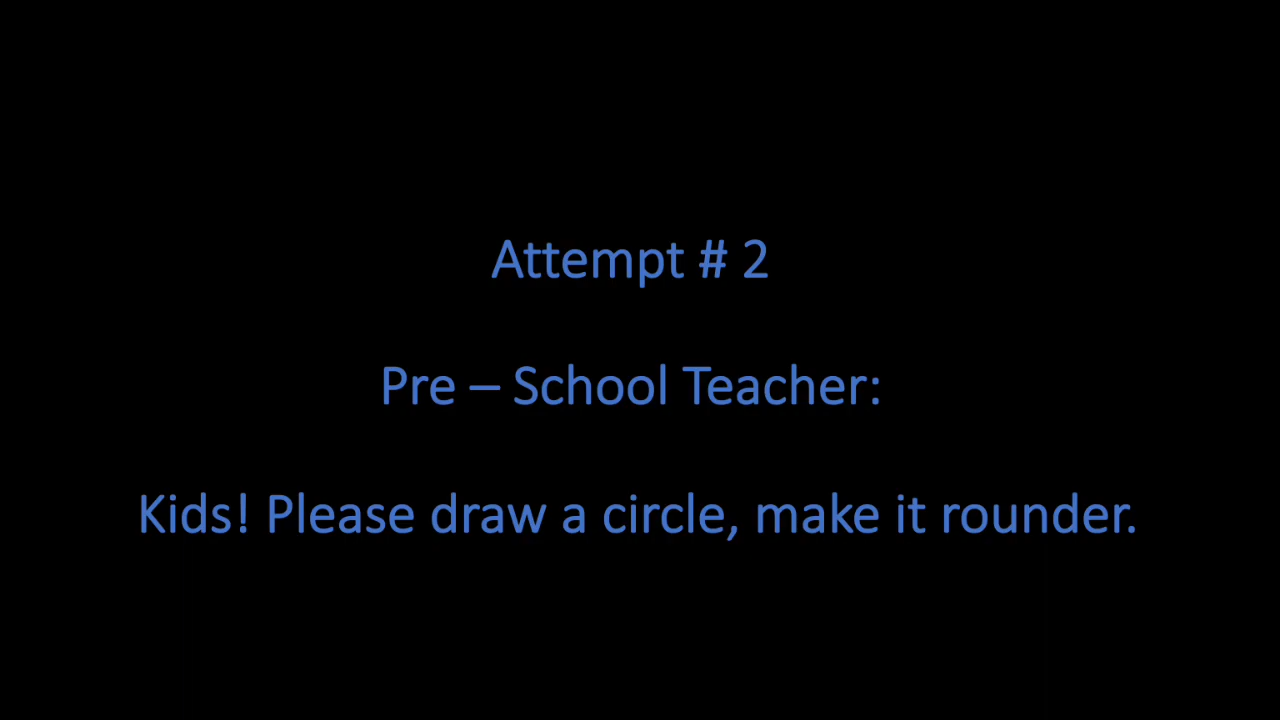 Attempt # 2
Pre – School Teacher:
Kids! Please draw a circle, make it rounder.